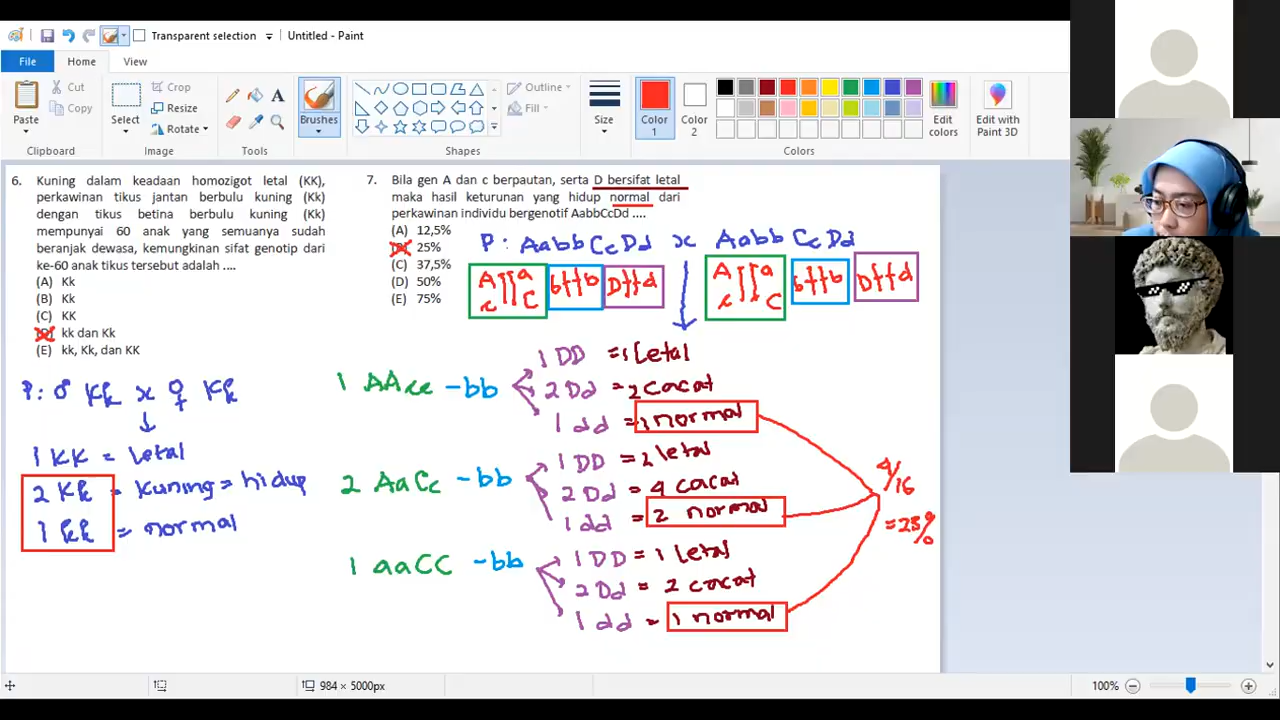 Transparent selection
Untitled - Paint
File
Home
View
Paste
Cut
Copy
Clipboard
Select
Crop
Resize
Rotate
Image
Tools
Brushes
Shapes
Outline
Fill
Size
Color 1
Color 2
Edit colors
Edit with Paint 3D
Colors
6. Kuning dalam keadaan homozigot letal (KK),
perkawinan tikus jantan berbulu kuning (Kk)
dengan tikus betina berbulu kuning (Kk)
mempunyai 60 anak yang semuanya sudah
beranjak dewasa, kemungkinan sifat genotip dari
ke-60 anak tikus tersebut adalah ....
(A) Kk
(B) Kk
(C) KK
(D) kk dan Kk
(E) kk, Kk, dan KK
P: ♂ Kk x ♀ Kk
1 KK = letal
2 Kk = kuning = hidup
1 kk = normal
7. Bila gen A dan c berpautan, serta D bersifat letal
maka hasil keturunan yang hidup normal dari
perkawinan individu bergenotif AabbCcDd ....
(A) 12,5%
(B) 25%
(C) 37,5%
(D) 50%
(E) 75%
P: AabbCcDd x AabbCcDd
A a b b D d A a b b D d
c C c C
1 AAcc - bb
1 DD = 1 letal
2 Dd = 2 cacat
1 dd = 1 normal
2 AaCc - bb
1 DD = 2 letal
2 Dd = 4 cacat
1 dd = 2 normal
1 aaCC - bb
1 DD = 1 letal
2 Dd = 2 cacat
1 dd = 1 normal
4/16
= 25%
984 × 5000px
100%